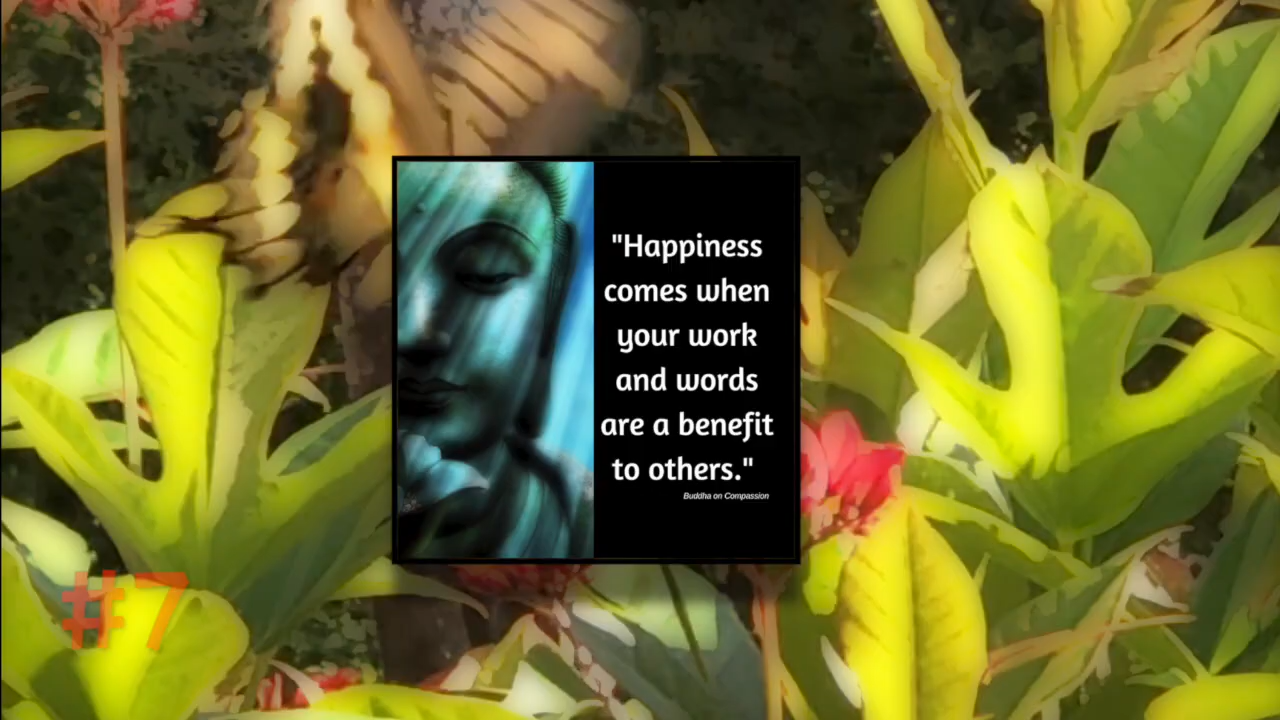 "Happiness
comes when
your work
and words
are a benefit
to others."
Buddha on Compassion
#7